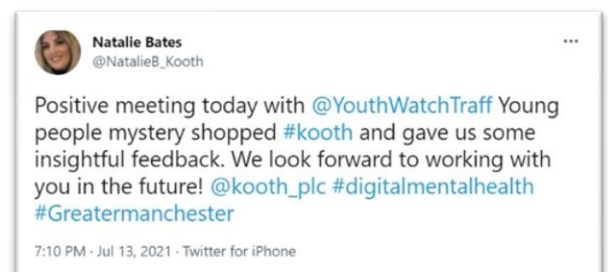 Natalie Bates
@NatalieB_Kooth
Positive meeting today with @YouthWatchTraff Young
people mystery shopped #kooth and gave us some
insightful feedback. We look forward to working with
you in the future! @kooth_plc #digitalmentalhealth
#Greatermanchester
7:10 PM · Jul 13, 2021 · Twitter for iPhone